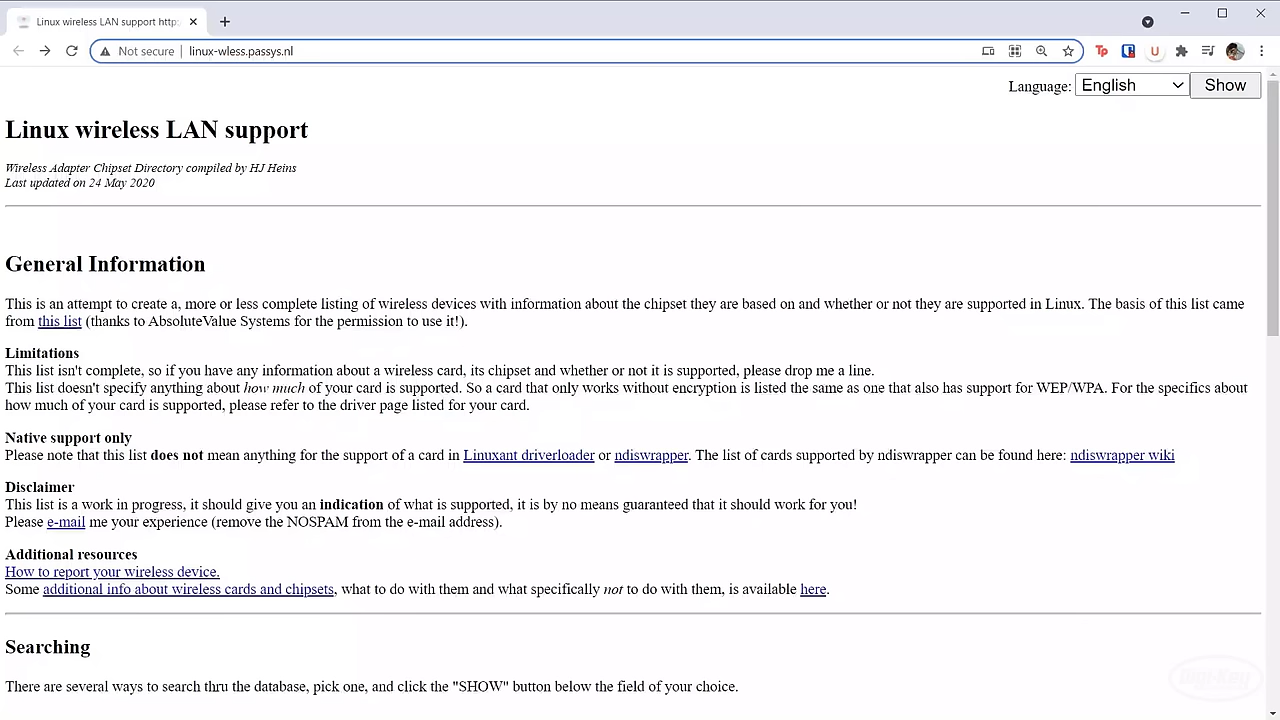 Linux wireless LAN support http:
Not secure | linux-wless.passys.nl
Language: English Show
Linux wireless LAN support
Wireless Adapter Chipset Directory compiled by HJ Heins
Last updated on 24 May 2020
General Information
This is an attempt to create a, more or less complete listing of wireless devices with information about the chipset they are based on and whether or not they are supported in Linux. The basis of this list came
from this list (thanks to AbsoluteValue Systems for the permission to use it!).
Limitations
This list isn't complete, so if you have any information about a wireless card, its chipset and whether or not it is supported, please drop me a line.
This list doesn't specify anything about how much of your card is supported. So a card that only works without encryption is listed the same as one that also has support for WEP/WPA. For the specifics about
how much of your card is supported, please refer to the driver page listed for your card.
Native support only
Please note that this list does not mean anything for the support of a card in Linuxant driverloader or ndiswrapper. The list of cards supported by ndiswrapper can be found here: ndiswrapper wiki
Disclaimer
This list is a work in progress, it should give you an indication of what is supported, it is by no means guaranteed that it should work for you!
Please e-mail me your experience (remove the NOSPAM from the e-mail address).
Additional resources
How to report your wireless device.
Some additional info about wireless cards and chipsets, what to do with them and what specifically not to do with them, is available here.
Searching
There are several ways to search thru the database, pick one, and click the "SHOW" button below the field of your choice.